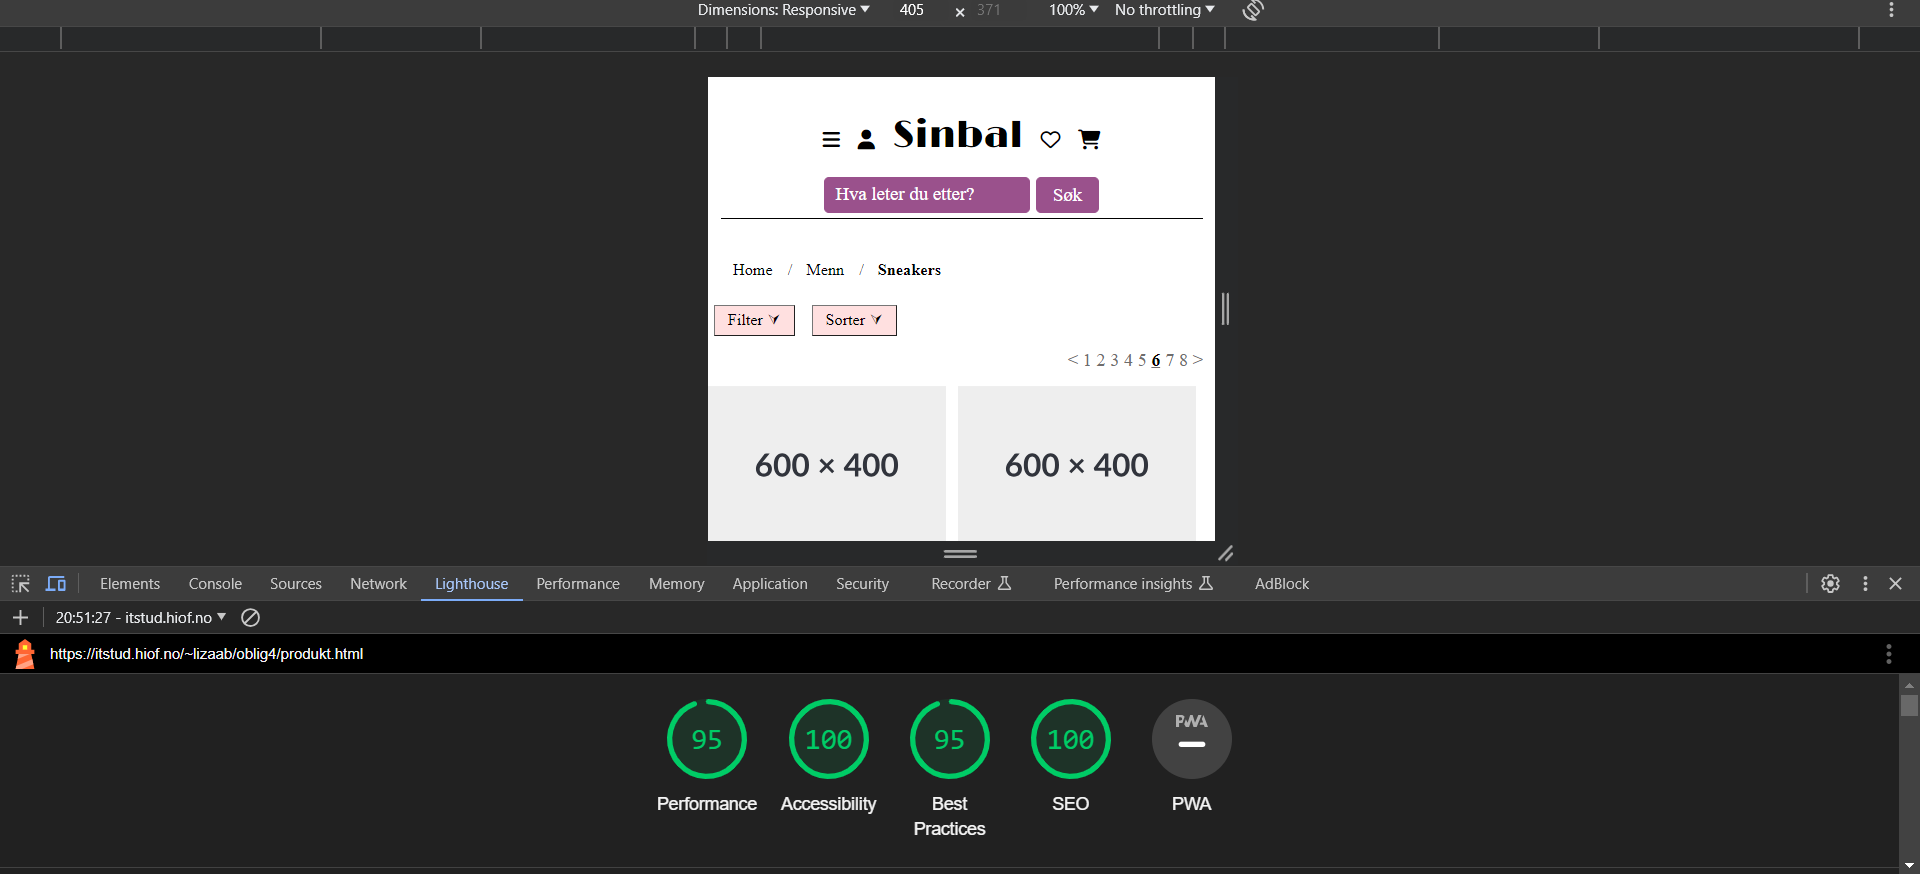 Dimensions: Responsive 405 × 371 100% No throttling
Sinbal
Hva leter du etter? Søk
Home / Menn / Sneakers
Filter Sorter
< 1 2 3 4 5 6 7 8 >
600 × 400 600 × 400
Elements Console Sources Network Lighthouse Performance Memory Application Security Recorder Performance insights AdBlock
20:51:27 - itstud.hiof.no
https://itstud.hiof.no/~lizaab/oblig4/produkt.html
95 100 95 100 PWA
Performance Accessibility Best Practices SEO PWA